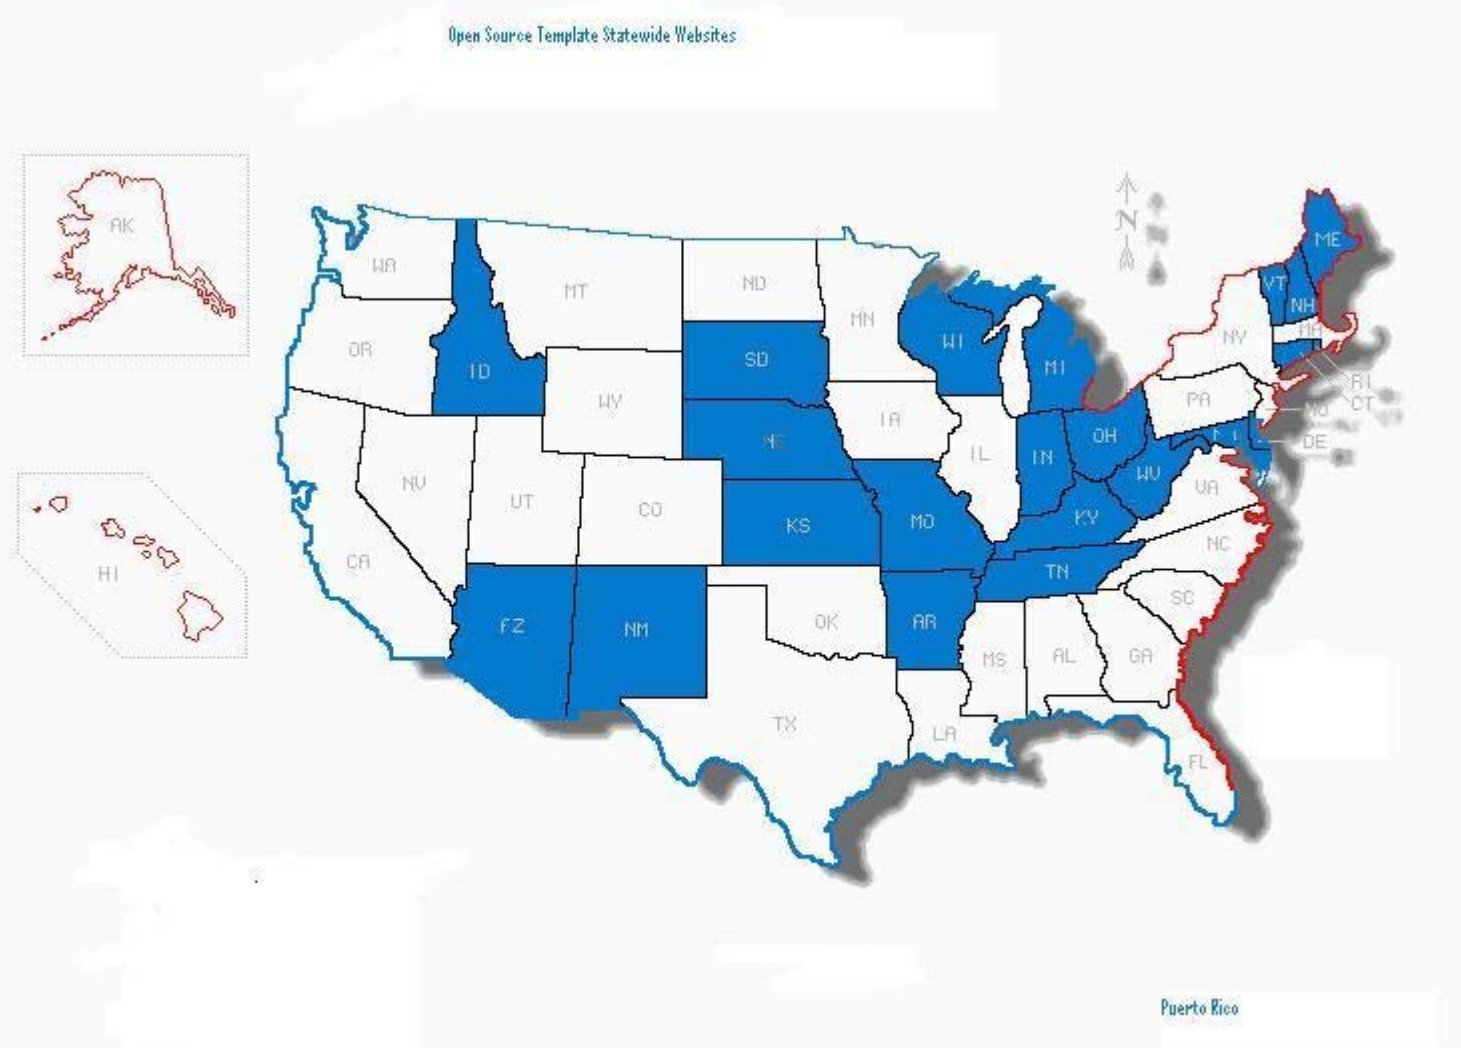 Open Source Template Statewide Websites
AK
HI
WA
OR
CA
ID
NV
MT
WY
UT
CO
FZ
NM
ND
SD
NE
KS
OK
TX
MN
IA
MO
AR
LA
WI
IL
MS
MI
IN
KY
TN
AL
OH
WV
VA
NC
SC
GA
FL
PA
NY
VT
NH
ME
MA
RI
CT
DE
N
Puerto Rico